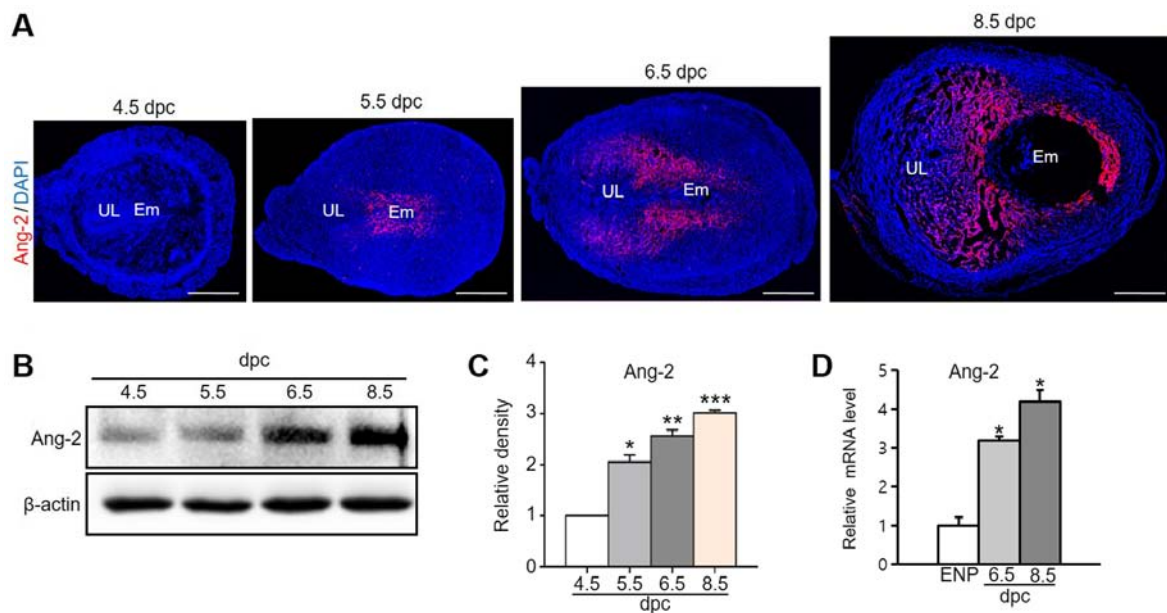 A
4.5 dpc
5.5 dpc
6.5 dpc
8.5 dpc
Ang-2/DAPI
UL Em
UL Em
UL Em
UL Em
B
dpc
4.5 5.5 6.5 8.5
Ang-2
β-actin
C
Ang-2
Relative density
4
3
2
1
0
*
**
***
4.5 5.5 6.5 8.5
dpc
D
Ang-2
Relative mRNA level
5
4
3
2
1
0
*
*
ENP 6.5 8.5
dpc